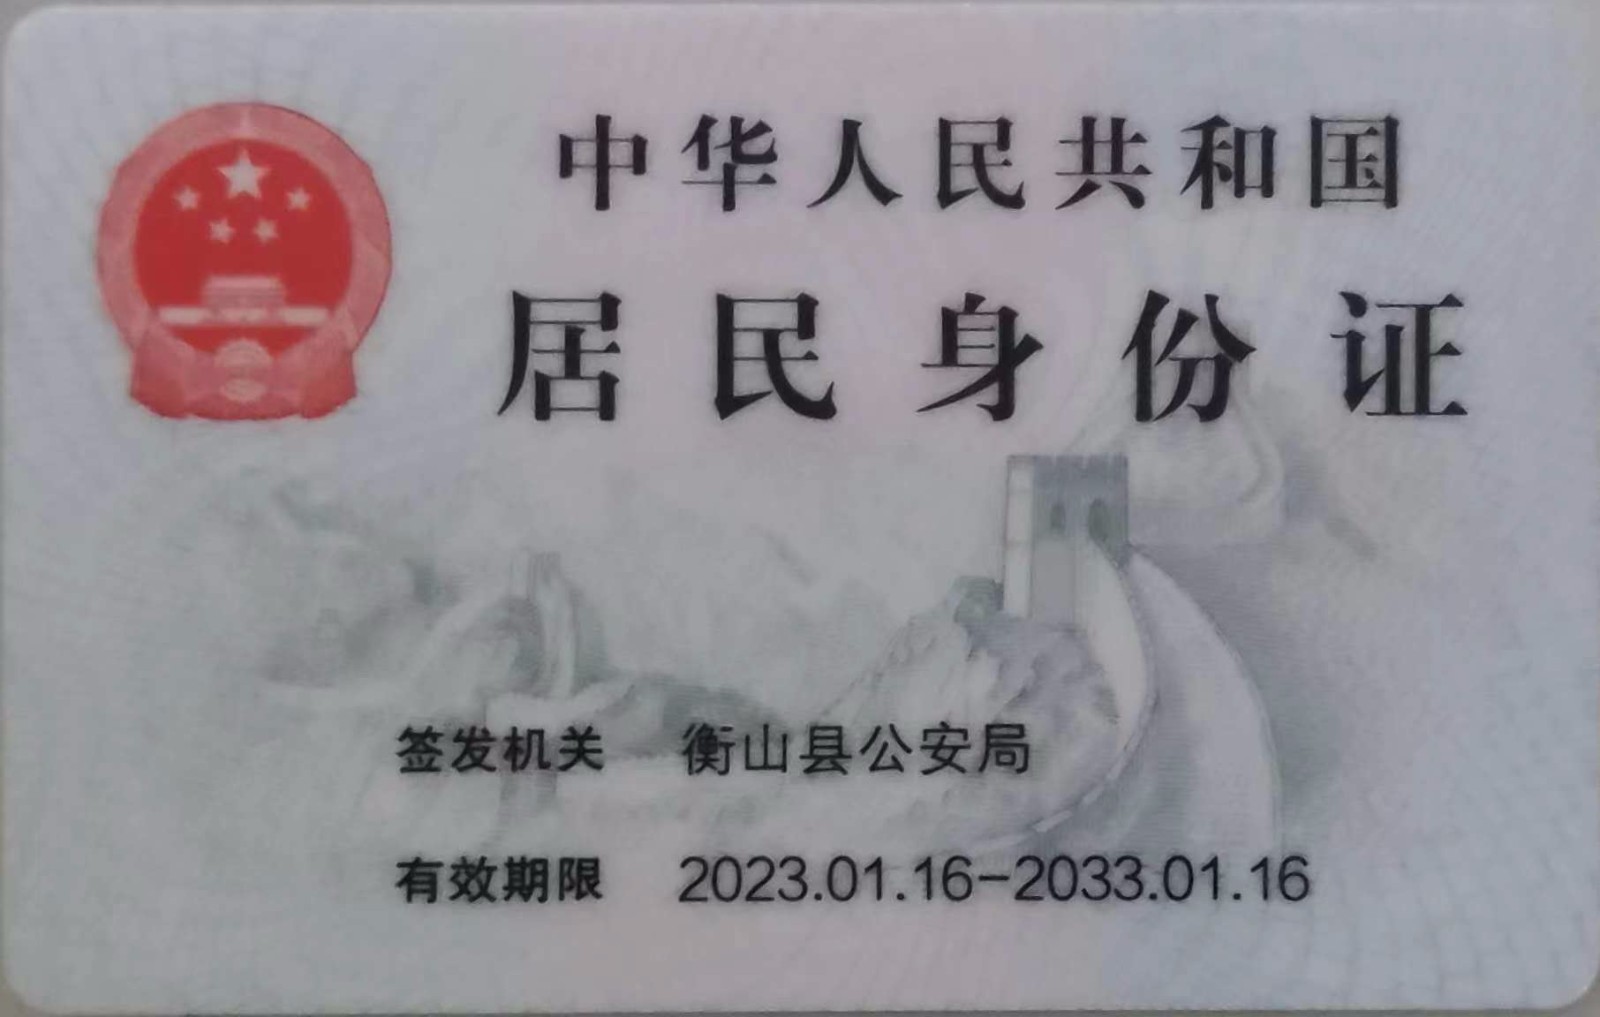 中华人民共和国
居民身份证
签发机关 衡山县公安局
有效期限 2023.01.16-2033.01.16